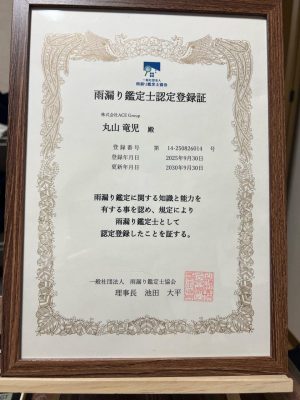 一般社団法人
雨漏り鑑定士協会
雨漏り鑑定士認定登録証
株式会社ACE Group
丸山 竜児 殿
登録番号 第 14-250826014 号
登録年月日 2025年9月30日
更新年月日 2030年9月30日
雨漏り鑑定に関する知識と能力を
有する事を認め、規定により
雨漏り鑑定士として
認定登録したことを証する。
一般社団法人 雨漏り鑑定士協会
理事長 池田 大平